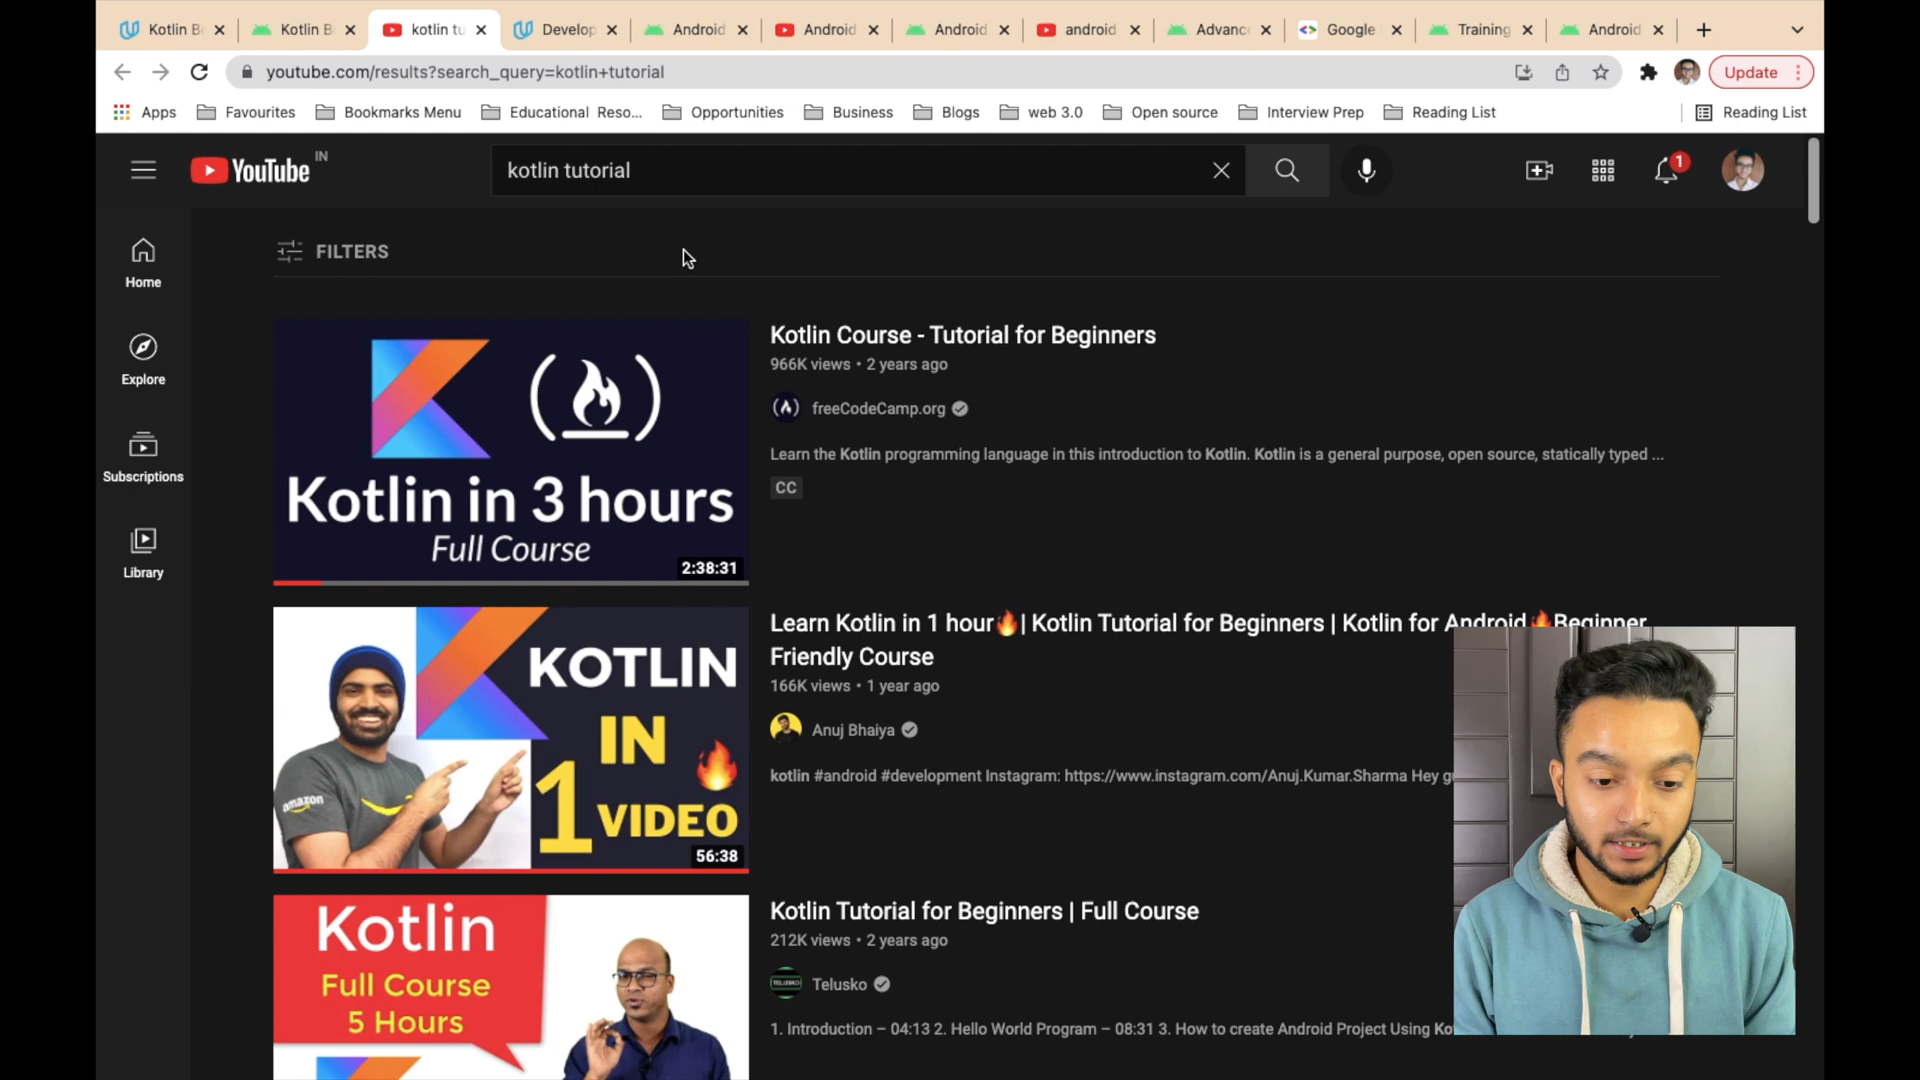 Kotlin B
Kotlin B
kotlin tu
Develop
Android
Android
Android
android
Advanc
Google
Training
Android
youtube.com/results?search_query=kotlin+tutorial
Update
Apps
Favourites
Bookmarks Menu
Educational Reso...
Opportunities
Business
Blogs
web 3.0
Open source
Interview Prep
Reading List
Reading List
YouTube IN
kotlin tutorial
1
Home
Explore
Subscriptions
Library
FILTERS
Kotlin in 3 hours
Full Course
2:38:31
Kotlin Course - Tutorial for Beginners
966K views • 2 years ago
freeCodeCamp.org
Learn the Kotlin programming language in this introduction to Kotlin. Kotlin is a general purpose, open source, statically typed ...
CC
KOTLIN
IN
1 VIDEO
amazon
56:38
Learn Kotlin in 1 hour🔥| Kotlin Tutorial for Beginners | Kotlin for Android🔥Beginner
Friendly Course
166K views • 1 year ago
Anuj Bhaiya
kotlin #android #development Instagram: https://www.instagram.com/Anuj.Kumar.Sharma Hey
Kotlin
Full Course
5 Hours
Kotlin Tutorial for Beginners | Full Course
212K views • 2 years ago
TELUSKO
Telusko
1. Introduction – 04:13 2. Hello World Program – 08:31 3. How to create Android Project Using